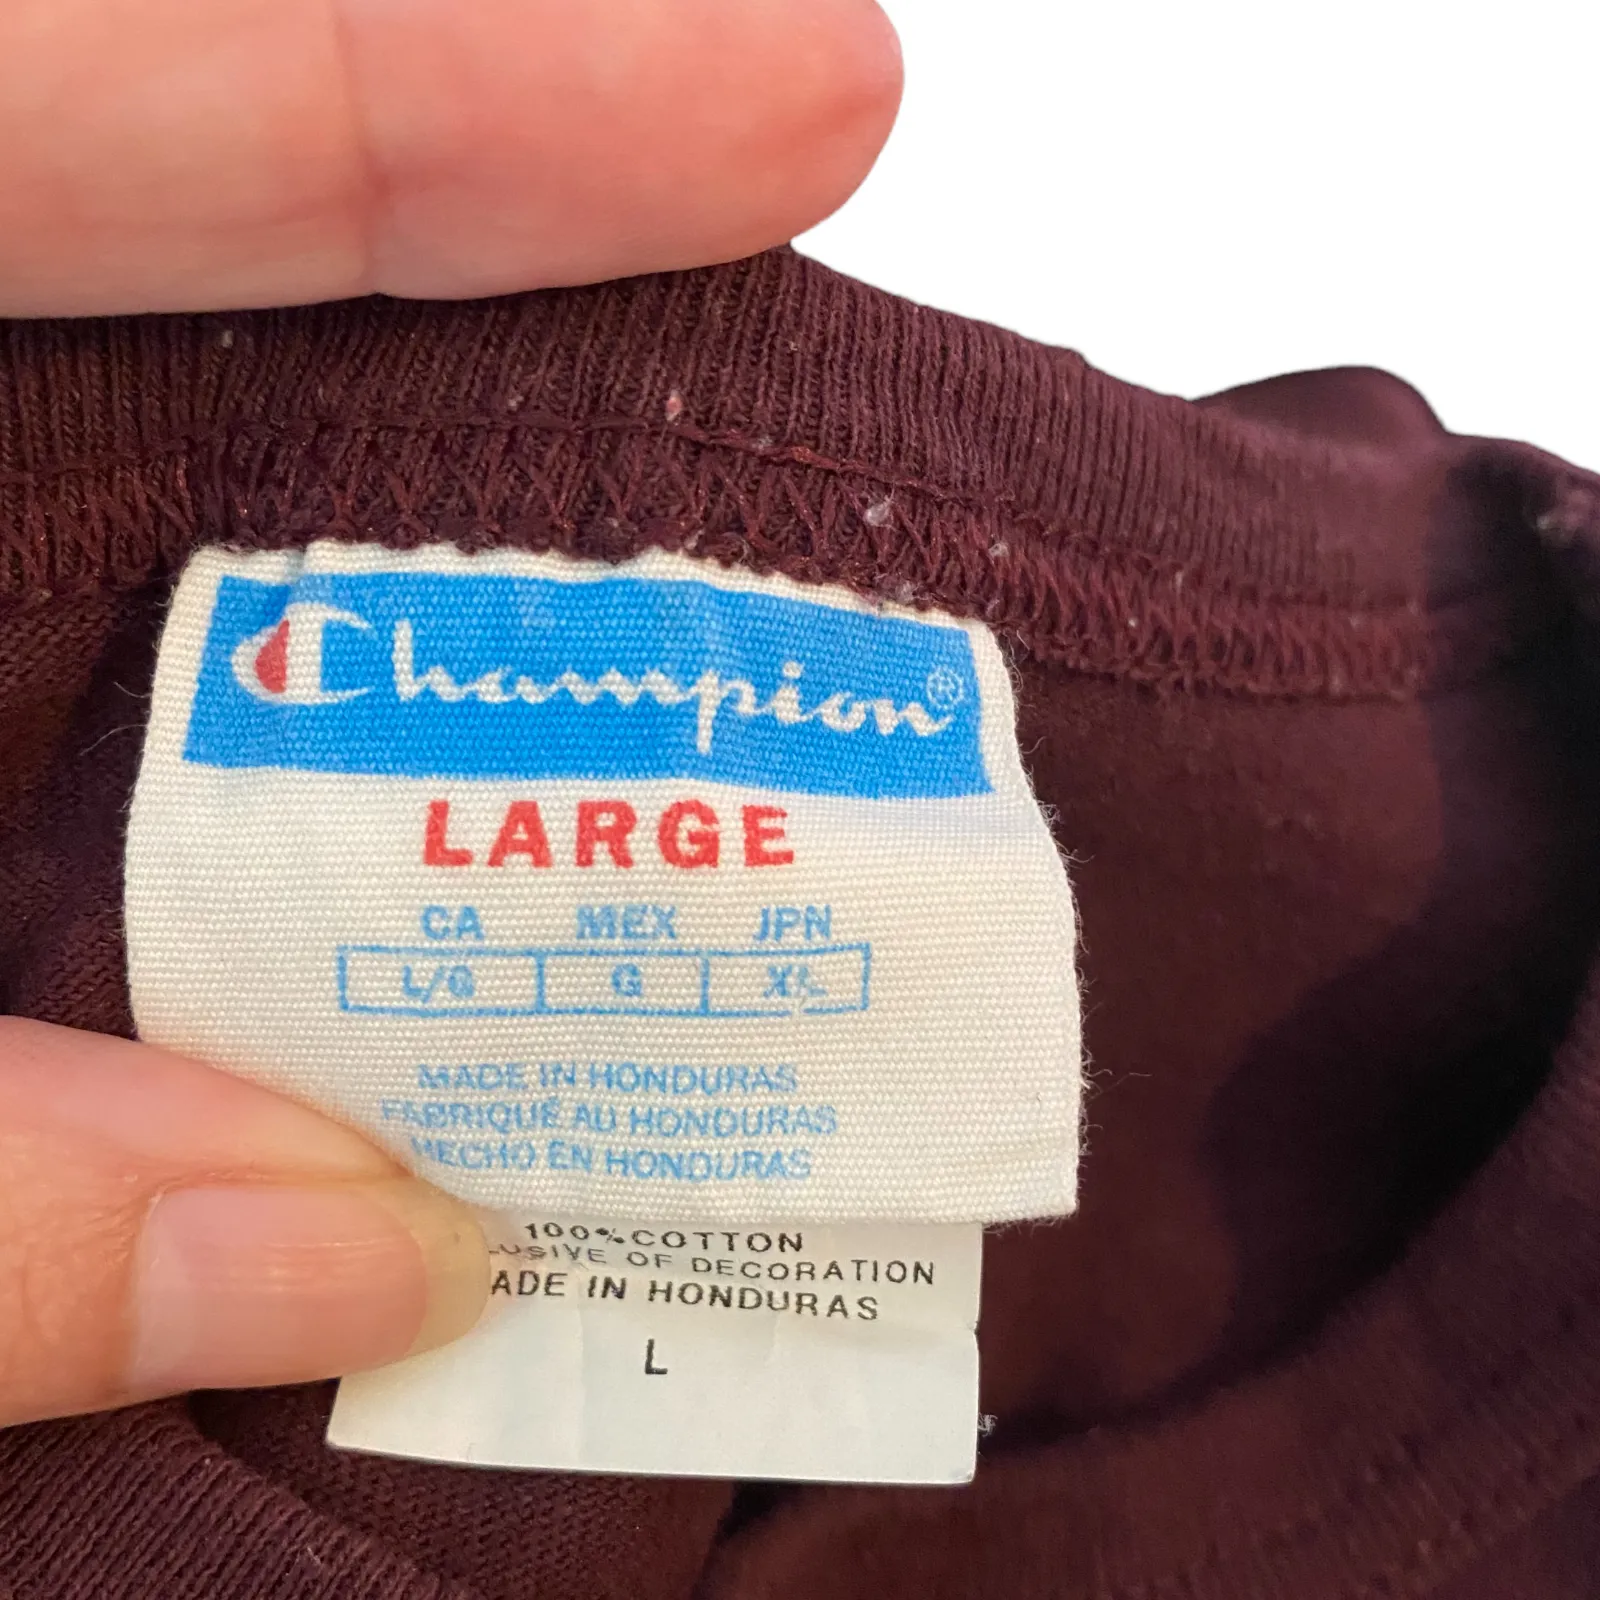 Champion®
LARGE
CA MEX JPN
L/G G XL
MADE IN HONDURAS
FABRIQUÉ AU HONDURAS
HECHO EN HONDURAS
100% COTTON
OF DECORATION
IN HONDURAS
L